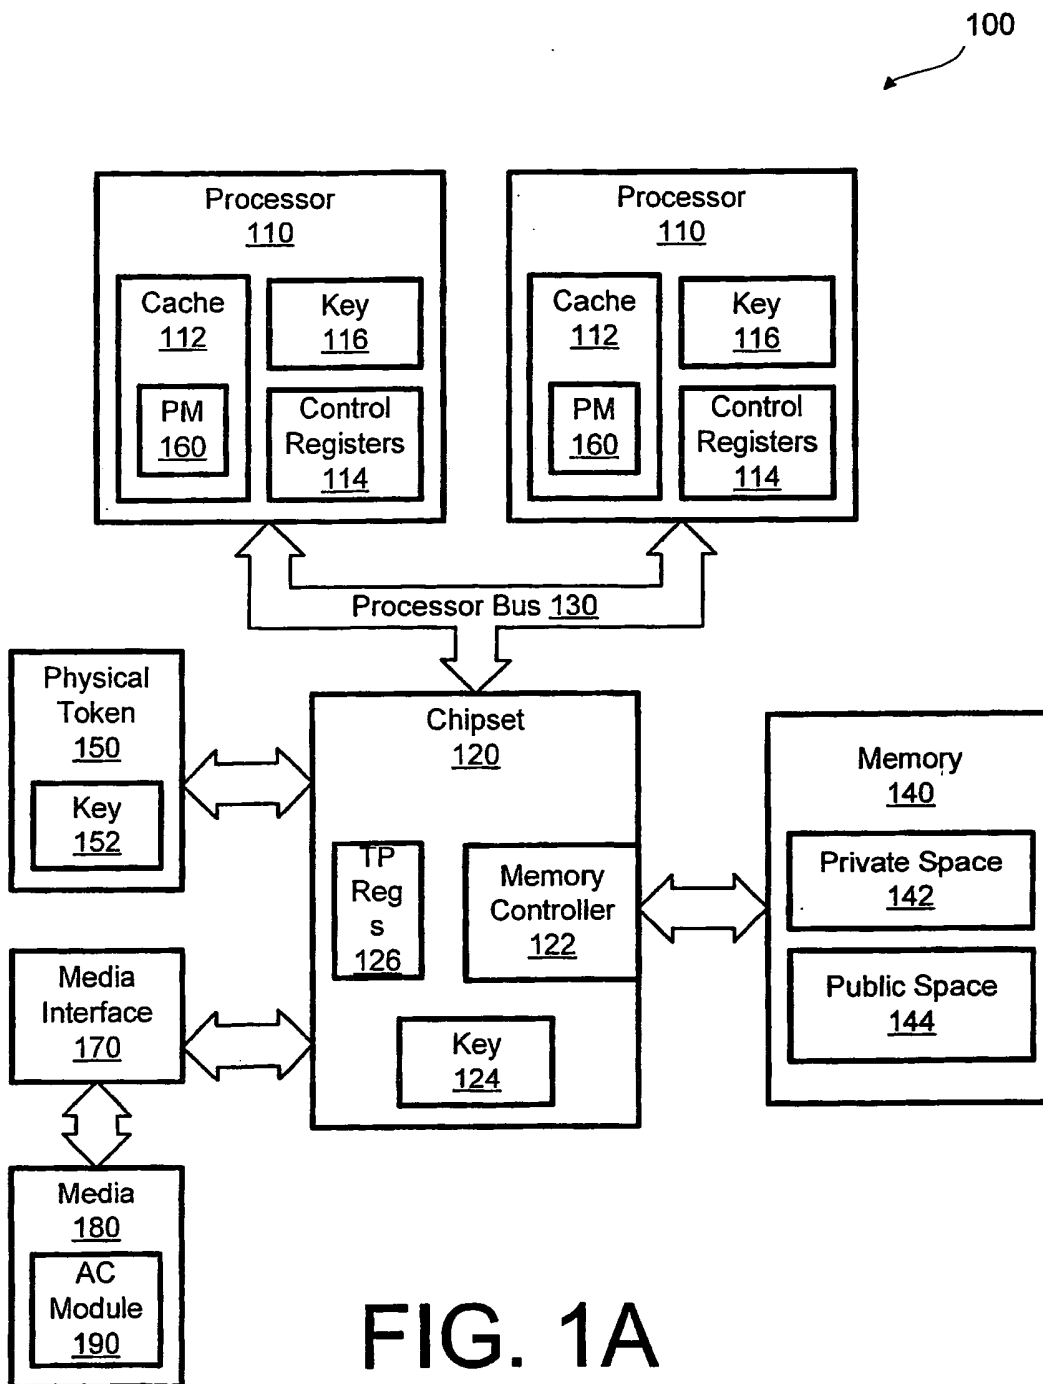 100
Processor
110
Cache
112
PM
160
Key
116
Control
Registers
114
Processor
110
Cache
112
PM
160
Key
116
Control
Registers
114
Processor Bus 130
Physical
Token
150
Key
152
Chipset
120
TP
Reg
s
126
Memory
Controller
122
Key
124
Memory
140
Private Space
142
Public Space
144
Media
Interface
170
Media
180
AC
Module
190
FIG. 1A